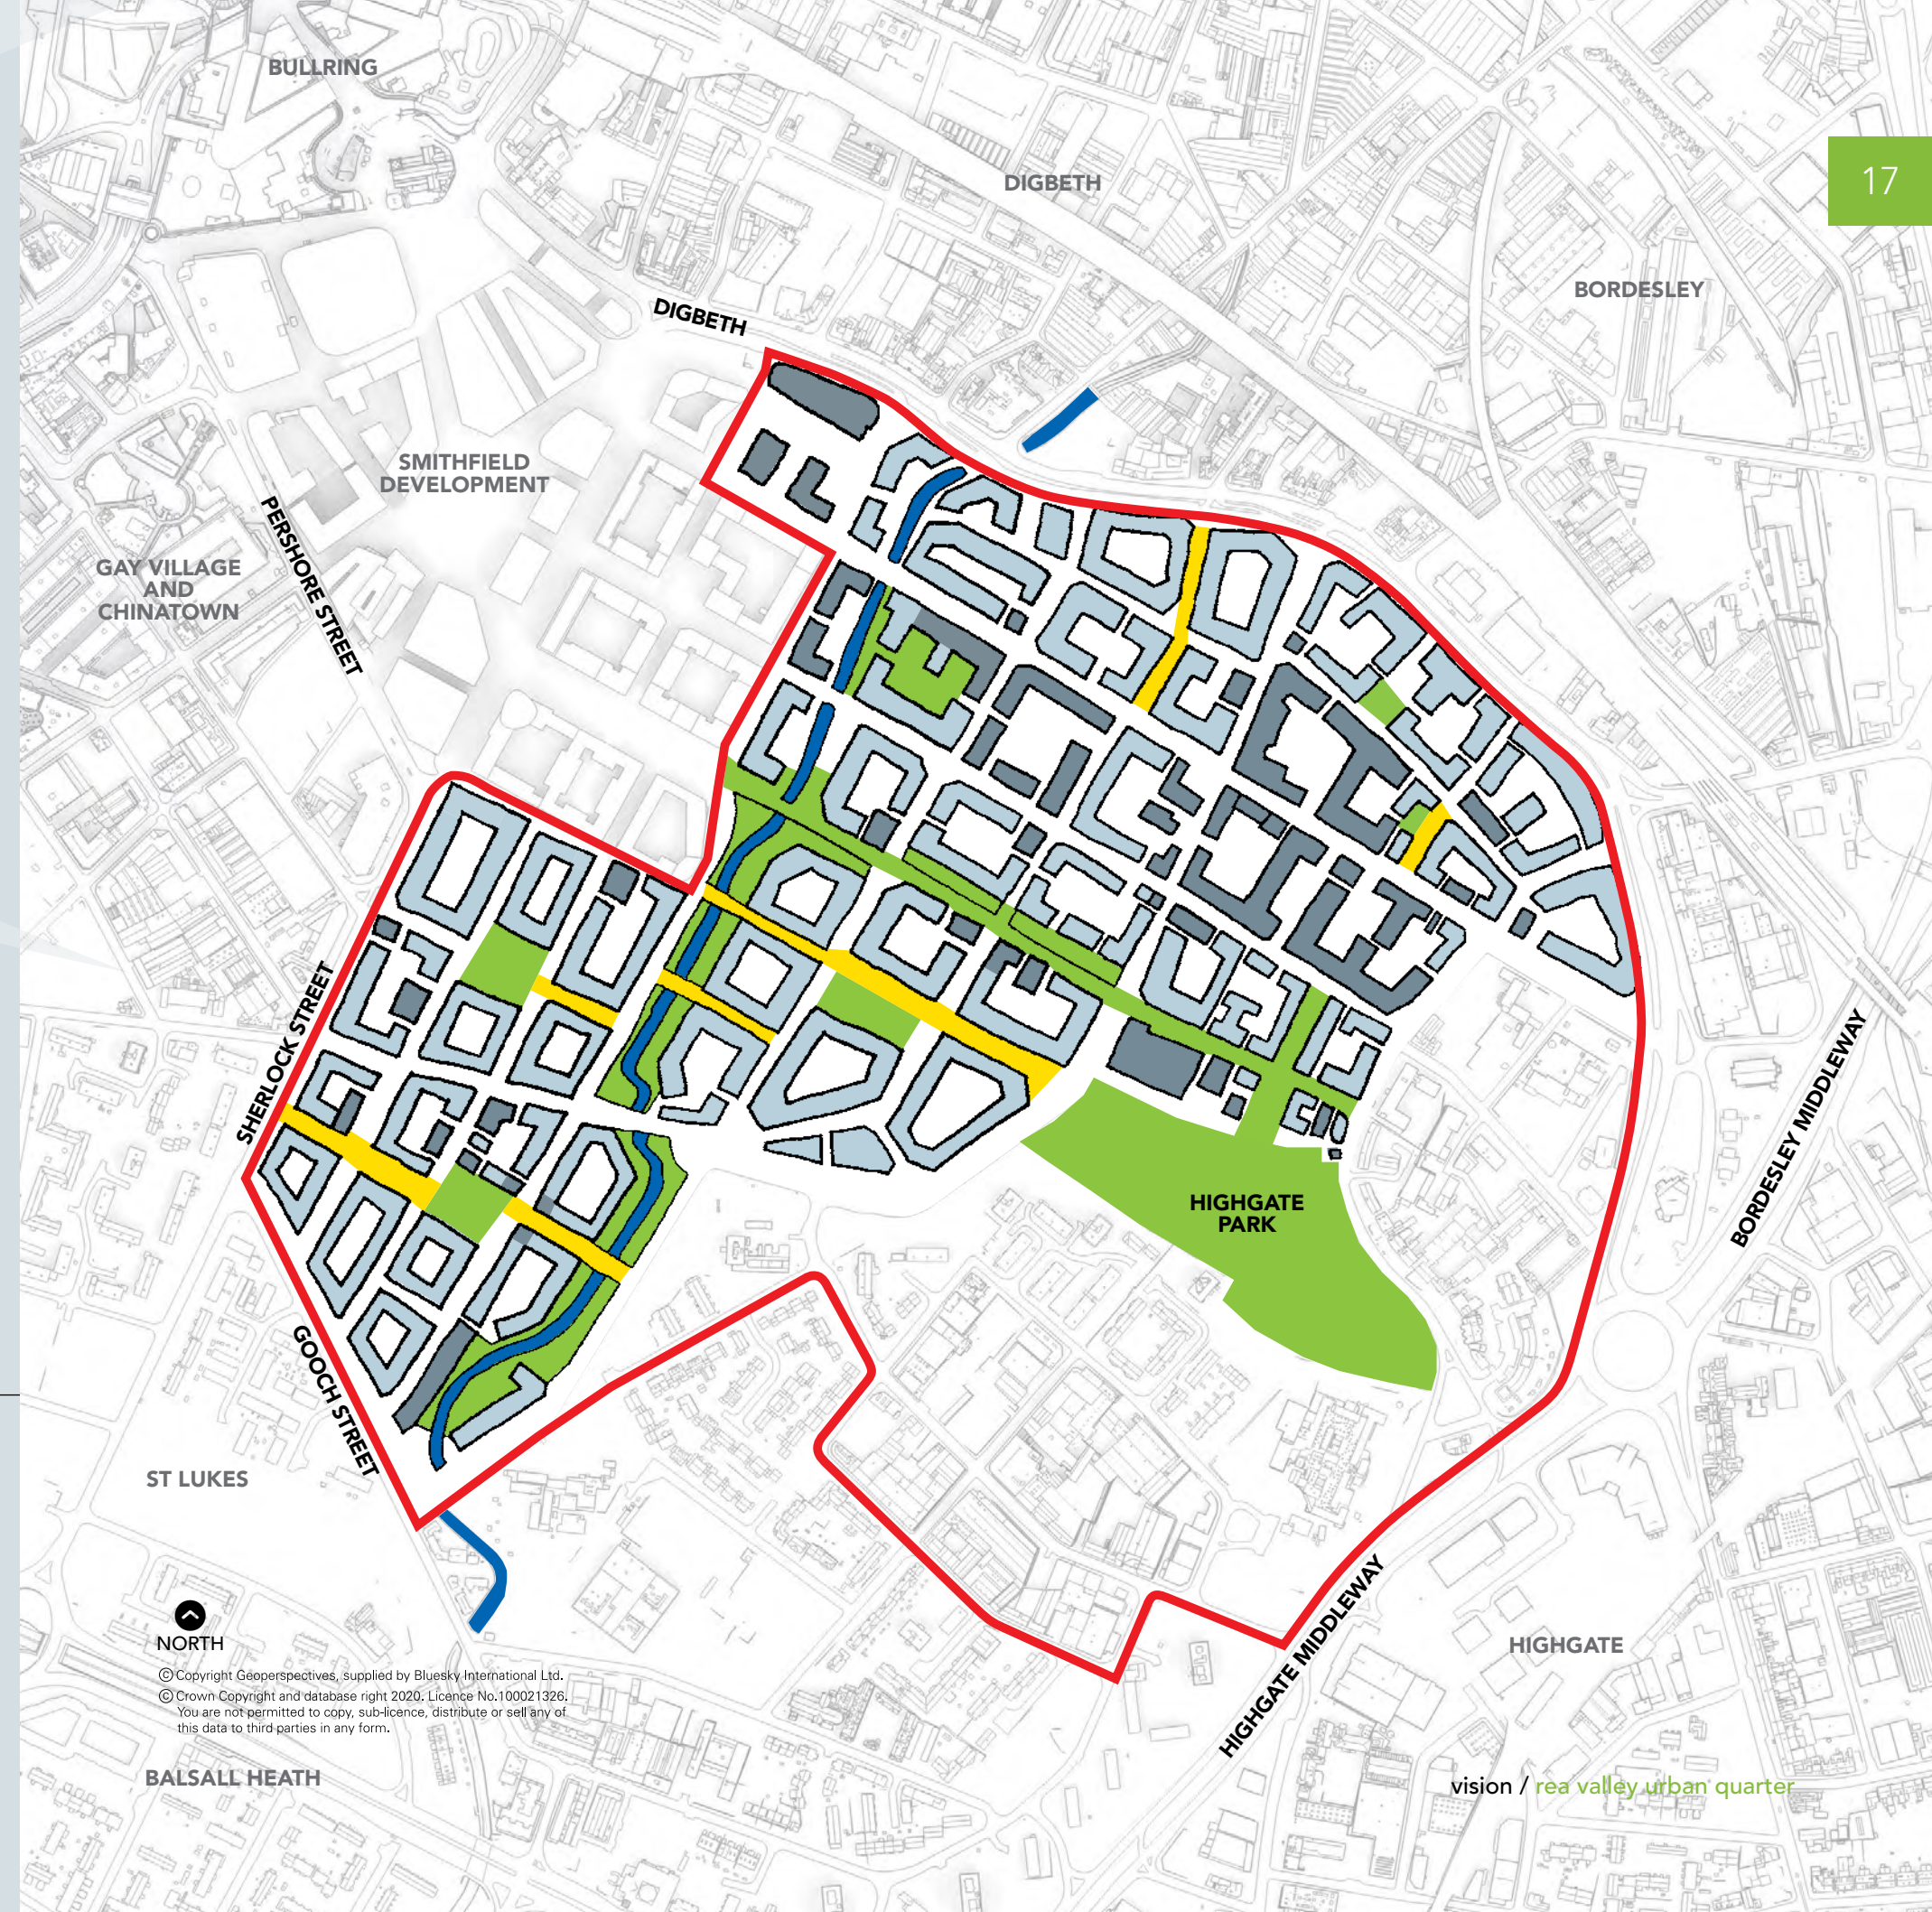 BULLRING
DIGBETH
17
BORDESLEY
DIGBETH
SMITHFIELD
DEVELOPMENT
PERSHORE STREET
GAY VILLAGE
AND
CHINATOWN
SHERLOCK STREET
BORDESLEY MIDDLEWAY
HIGHGATE
PARK
GOOCH STREET
ST LUKES
HIGHGATE MIDDLEWAY
NORTH
HIGHGATE
© Copyright Geoperspectives, supplied by Bluesky International Ltd.
© Crown Copyright and database right 2020. Licence No.100021326.
You are not permitted to copy, sub-licence, distribute or sell any of
this data to third parties in any form.
BALSALL HEATH
vision / rea valley urban quarter